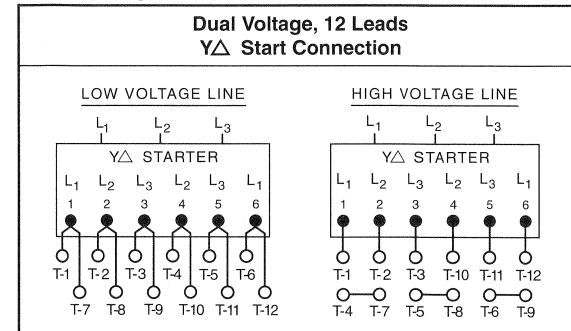 Dual Voltage, 12 Leads
Y△ Start Connection
LOW VOLTAGE LINE
L1 L2 L3
Y△ STARTER
L1 L2 L3 L2 L3 L1
1 2 3 4 5 6
T-1 T-2 T-3 T-4 T-5 T-6
T-7 T-8 T-9 T-10 T-11 T-12
HIGH VOLTAGE LINE
L1 L2 L3
Y△ STARTER
L1 L2 L3 L2 L3 L1
1 2 3 4 5 6
T-1 T-2 T-3 T-10 T-11 T-12
T-4 T-7 T-5 T-8 T-6 T-9